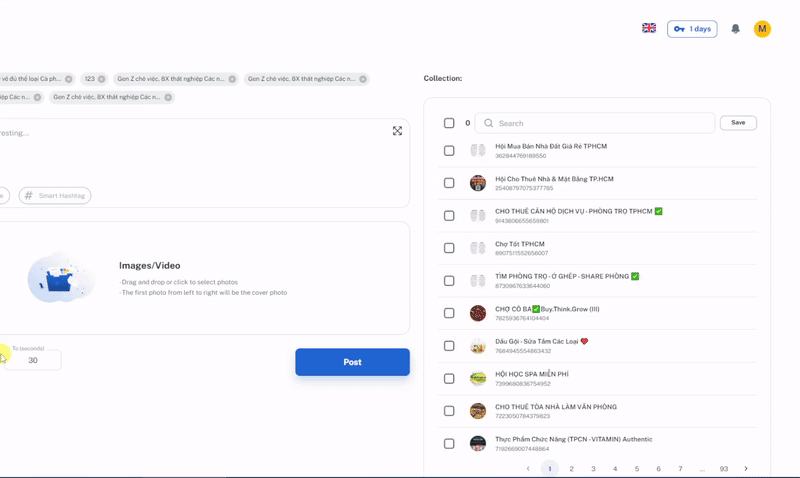 1 days
M
về đủ thể loại Cà ph...
123
Gen Z chê việc, 8X thất nghiệp Các n...
Gen Z chê việc, 8X thất nghiệp Các n...
iệp Các n...
Gen Z chê việc, 8X thất nghiệp Các n...
Collection:
resting...
0
Search
Save
Hội Mua Bán Nhà Đất Giá Rẻ TPHCM
362844769189550
Hội Cho Thuê Nhà & Mặt Bằng TP.HCM
25408797075377785
# Smart Hashtag
CHO THUÊ CĂN HỘ DỊCH VỤ - PHÒNG TRỌ TPHCM ✅
9143806655659801
Chợ Tốt TPHCM
8907511552656007
Images/Video
- Drag and drop or click to select photos
- The first photo from left to right will be the cover photo
TÌM PHÒNG TRỌ - Ở GHÉP - SHARE PHÒNG ✅
8730967633644060
CHỢ CÔ BA✅Buy.Think.Grow (III)
7825936764104404
Dầu Gội - Sữa Tắm Các Loại ❤️
7684945554863432
To (seconds)
30
Post
HỘI HỌC SPA MIỄN PHÍ
7399680836754952
CHO THUÊ TÒA NHÀ LÀM VĂN PHÒNG
7223050784379823
Thực Phẩm Chức Năng (TPCN - VITAMIN) Authentic
7192669007448864
‹ 1 2 3 4 5 6 7 ... 93 ›